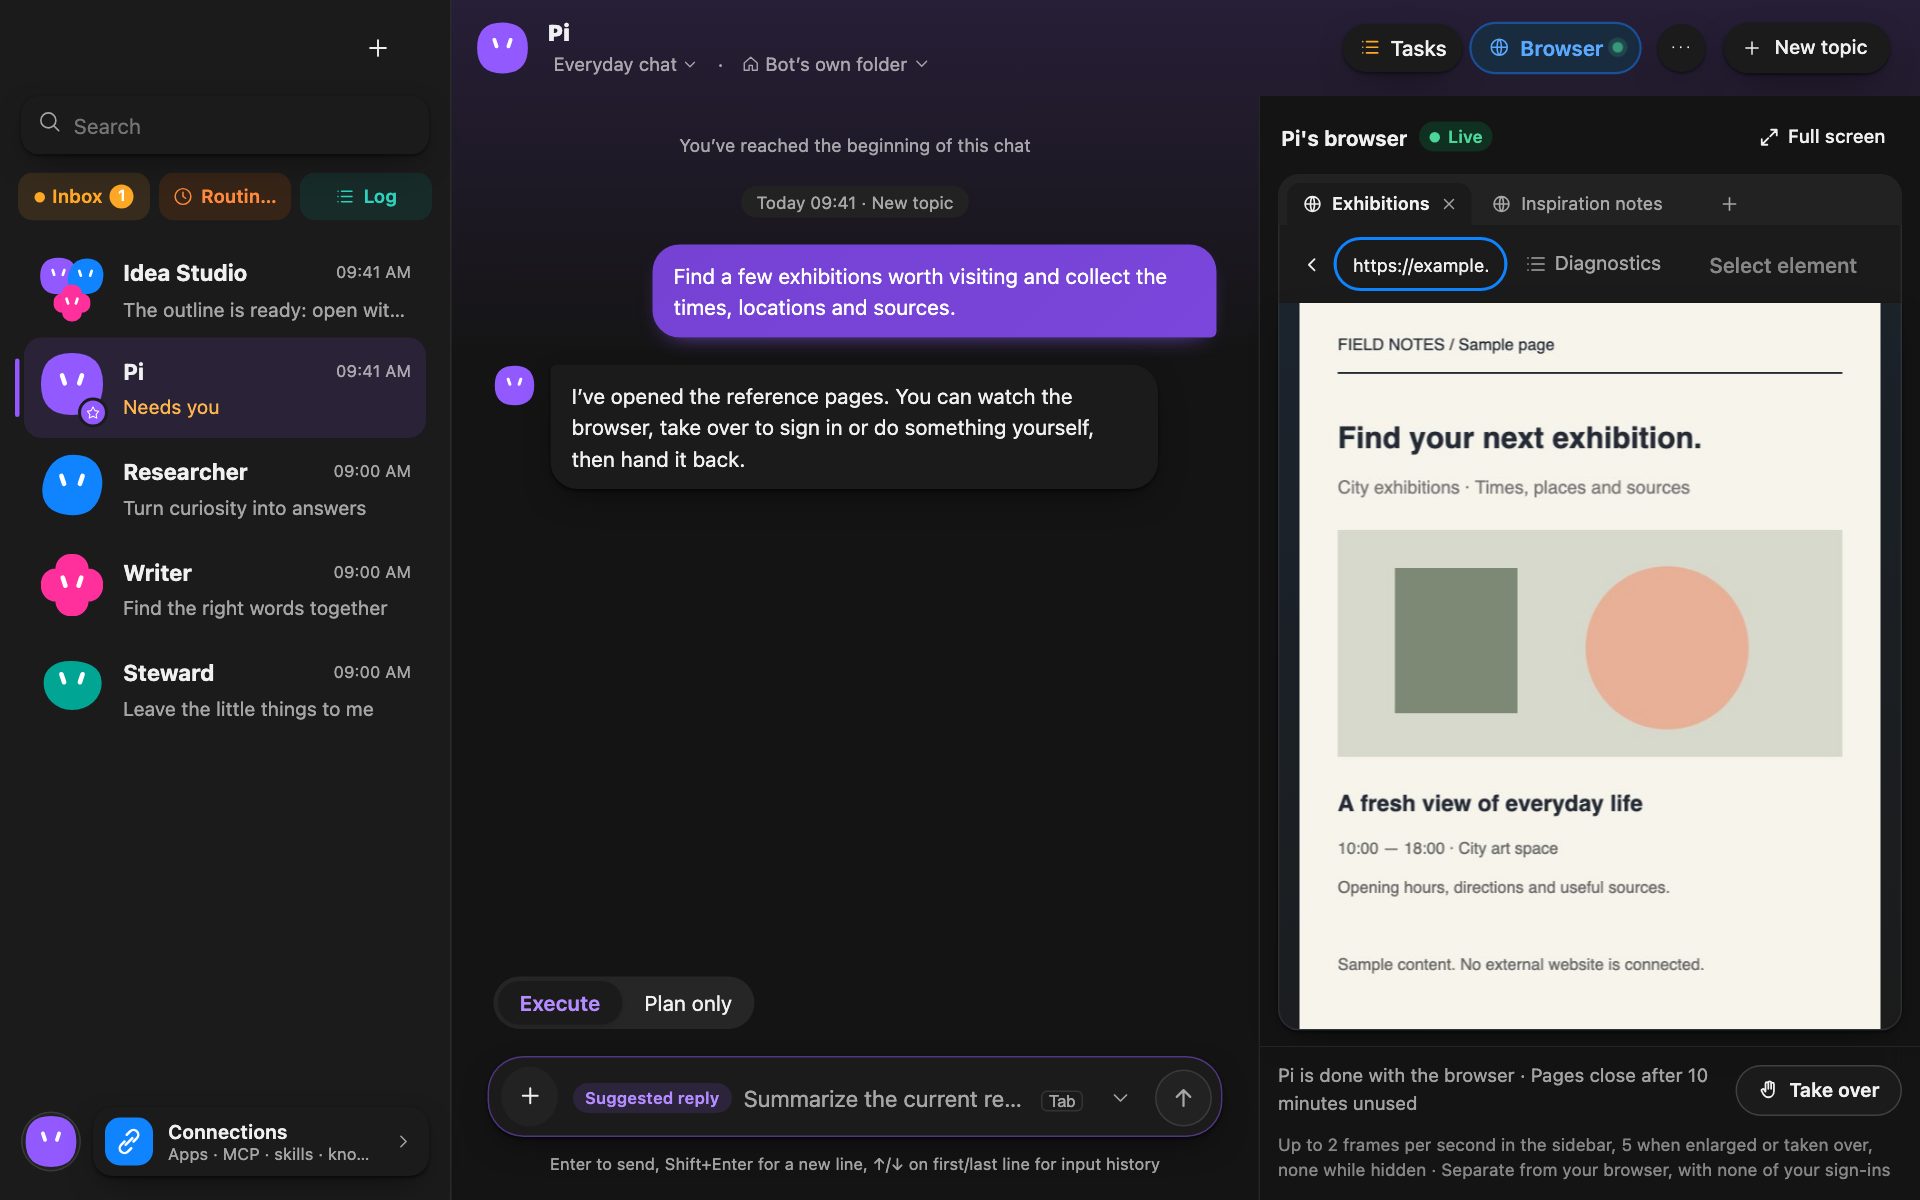 Search
Inbox 1
Routin...
Log
Idea Studio
09:41 AM
The outline is ready: open wit...
Pi
09:41 AM
Needs you
Researcher
09:00 AM
Turn curiosity into answers
Writer
09:00 AM
Find the right words together
Steward
09:00 AM
Leave the little things to me
Connections
Apps · MCP · skills · kno...
Pi
Everyday chat · Bot's own folder
Tasks
Browser
···
New topic
You've reached the beginning of this chat
Today 09:41 · New topic
Find a few exhibitions worth visiting and collect the
times, locations and sources.
I've opened the reference pages. You can watch the
browser, take over to sign in or do something yourself,
then hand it back.
Execute
Plan only
Suggested reply
Summarize the current re...
Tab
Enter to send, Shift+Enter for a new line, ↑/↓ on first/last line for input history
Pi's browser
Live
Full screen
Exhibitions
Inspiration notes
https://example.
Diagnostics
Select element
FIELD NOTES / Sample page
Find your next exhibition.
City exhibitions · Times, places and sources
A fresh view of everyday life
10:00 — 18:00 · City art space
Opening hours, directions and useful sources.
Sample content. No external website is connected.
Pi is done with the browser · Pages close after 10
minutes unused
Take over
Up to 2 frames per second in the sidebar, 5 when enlarged or taken over,
none while hidden · Separate from your browser, with none of your sign-ins